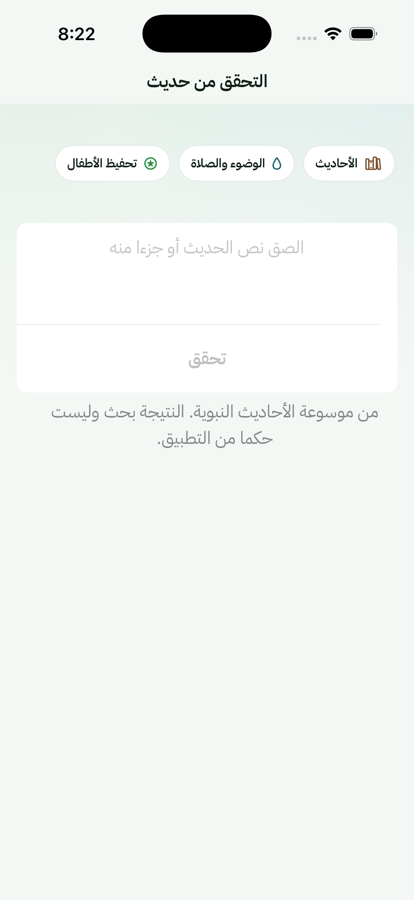 8:22
التحقق من حديث
الأحاديث
الوضوء والصلاة
تحفيظ الأطفال
الصق نص الحديث أو جزءا منه
تحقق
من موسوعة الأحاديث النبوية. النتيجة بحث وليست
حكما من التطبيق.